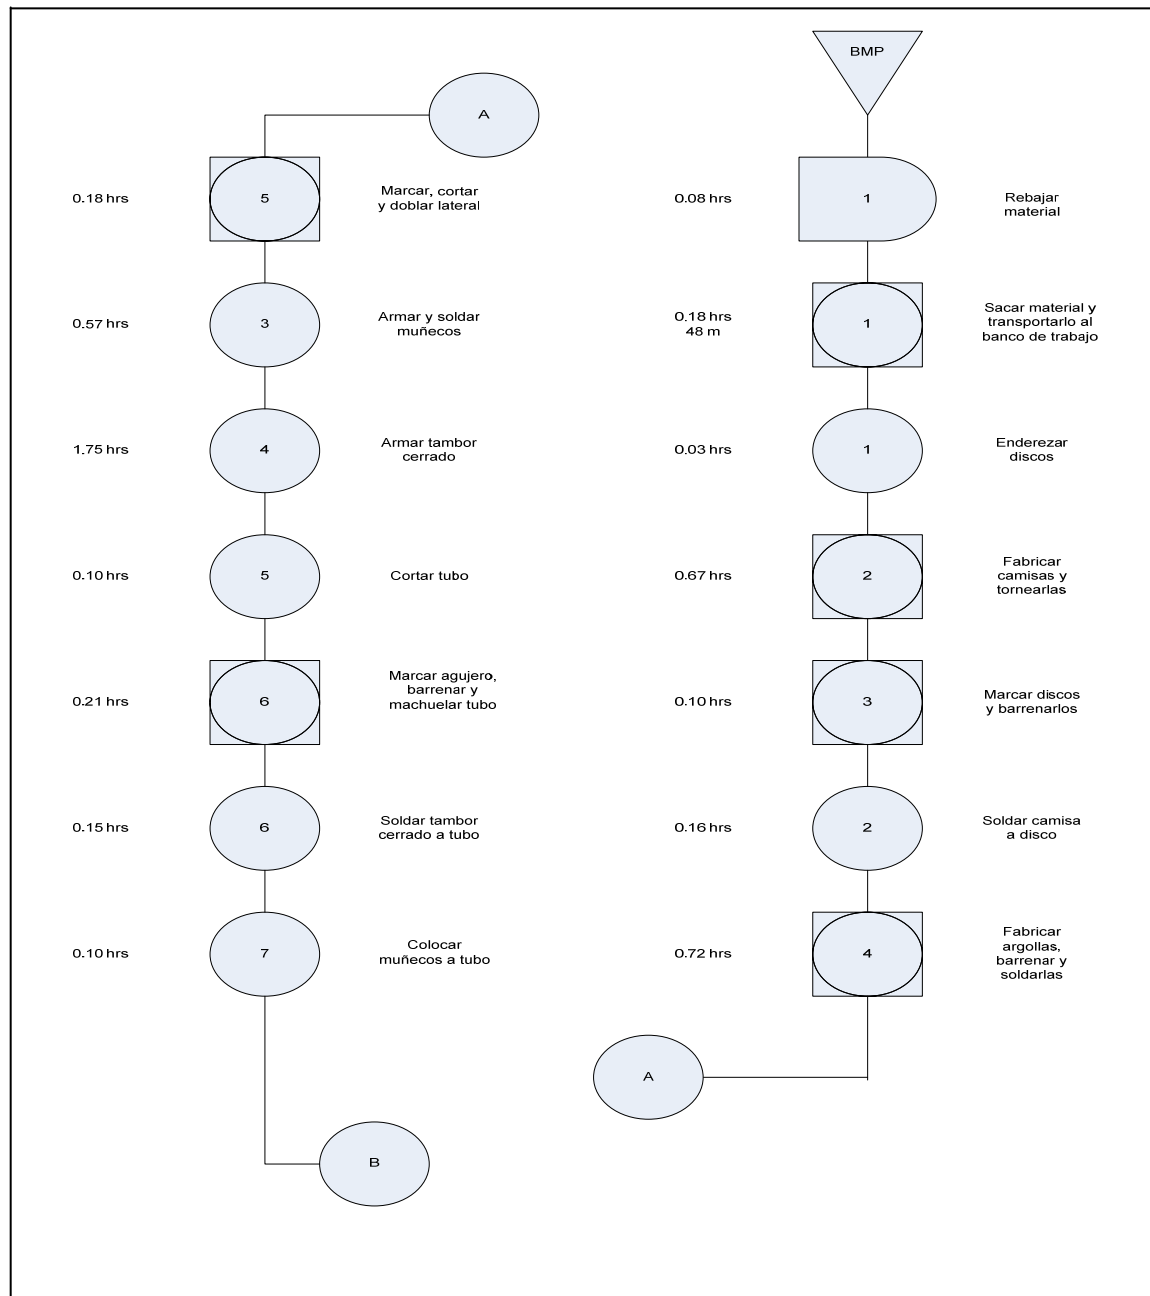 A
0.18 hrs
5
Marcar, cortar
y doblar lateral
0.57 hrs
3
Armar y soldar
muñecos
1.75 hrs
4
Armar tambor
cerrado
0.10 hrs
5
Cortar tubo
0.21 hrs
6
Marcar agujero,
barrenar y
machuelar tubo
0.15 hrs
6
Soldar tambor
cerrado a tubo
0.10 hrs
7
Colocar
muñecos a tubo
B
BMP
0.08 hrs
1
Rebajar
material
0.18 hrs
48 m
1
Sacar material y
transportarlo al
banco de trabajo
0.03 hrs
1
Enderezar
discos
0.67 hrs
2
Fabricar
camisas y
tornearlas
0.10 hrs
3
Marcar discos
y barrenarlos
0.16 hrs
2
Soldar camisa
a disco
0.72 hrs
4
Fabricar
argollas,
barrenar y
soldarlas
A